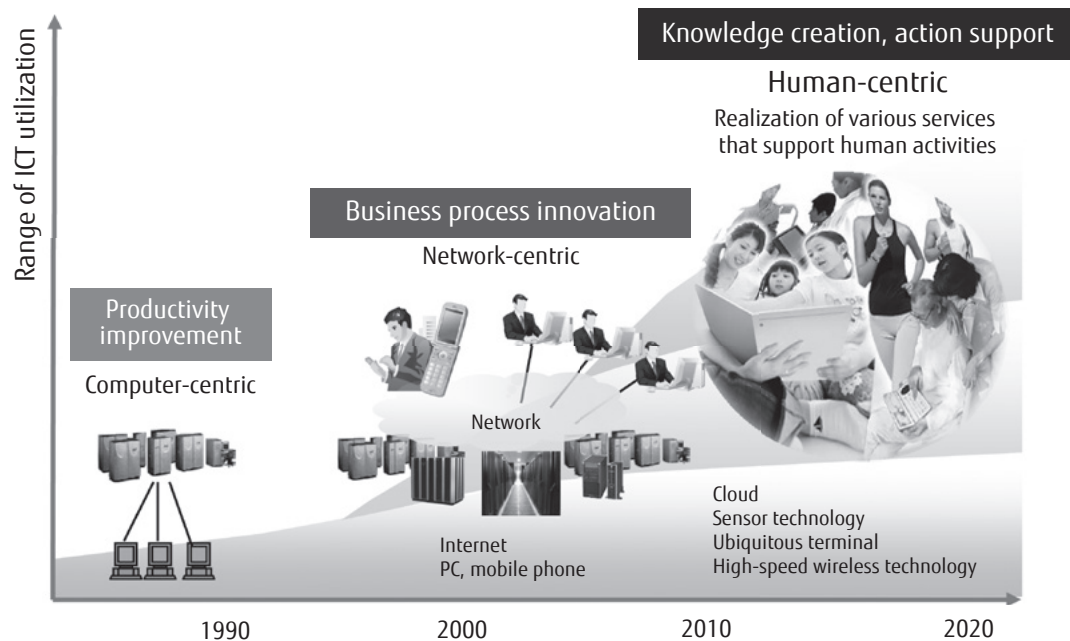 Range of ICT utilization
Knowledge creation, action support
Human-centric
Realization of various services
that support human activities
Business process innovation
Network-centric
Productivity
improvement
Computer-centric
Network
Internet
PC, mobile phone
Cloud
Sensor technology
Ubiquitous terminal
High-speed wireless technology
1990
2000
2010
2020